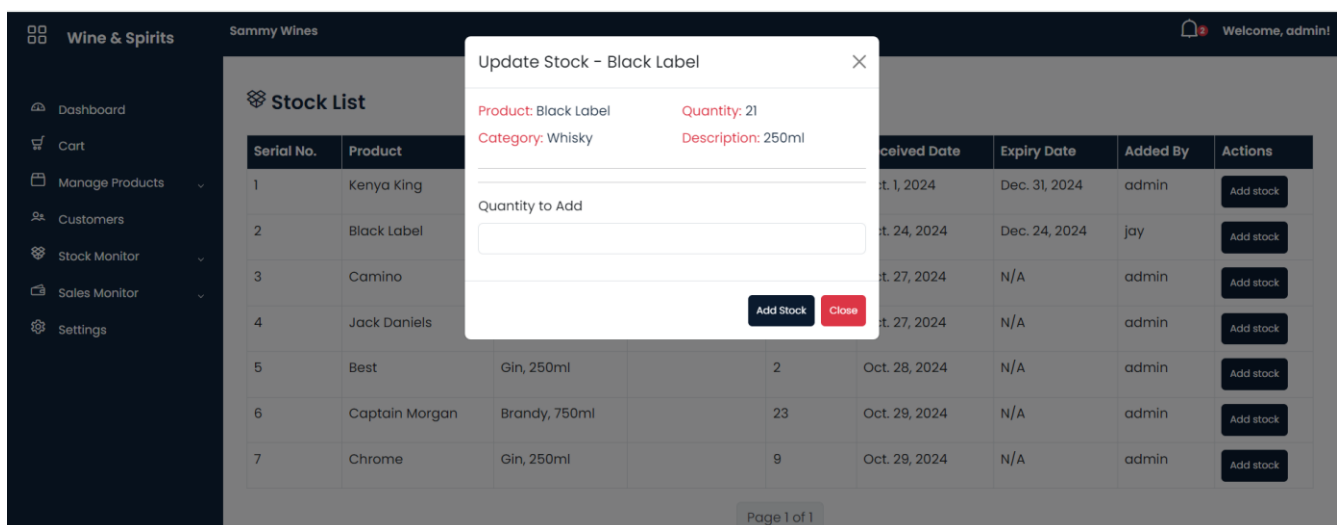 Wine & Spirits
Sammy Wines
2
Welcome, admin!
Dashboard
Cart
Manage Products
Customers
Stock Monitor
Sales Monitor
Settings
Update Stock - Black Label
Product: Black Label Quantity: 21
Category: Whisky Description: 250ml
Quantity to Add
Add Stock Close
Stock List
Serial No. Product ceived Date Expiry Date Added By Actions
1 Kenya King t. 1, 2024 Dec. 31, 2024 admin Add stock
2 Black Label t. 24, 2024 Dec. 24, 2024 jay Add stock
3 Camino t. 27, 2024 N/A admin Add stock
4 Jack Daniels t. 27, 2024 N/A admin Add stock
5 Best Gin, 250ml 2 Oct. 28, 2024 N/A admin Add stock
6 Captain Morgan Brandy, 750ml 23 Oct. 29, 2024 N/A admin Add stock
7 Chrome Gin, 250ml 9 Oct. 29, 2024 N/A admin Add stock
Page 1 of 1